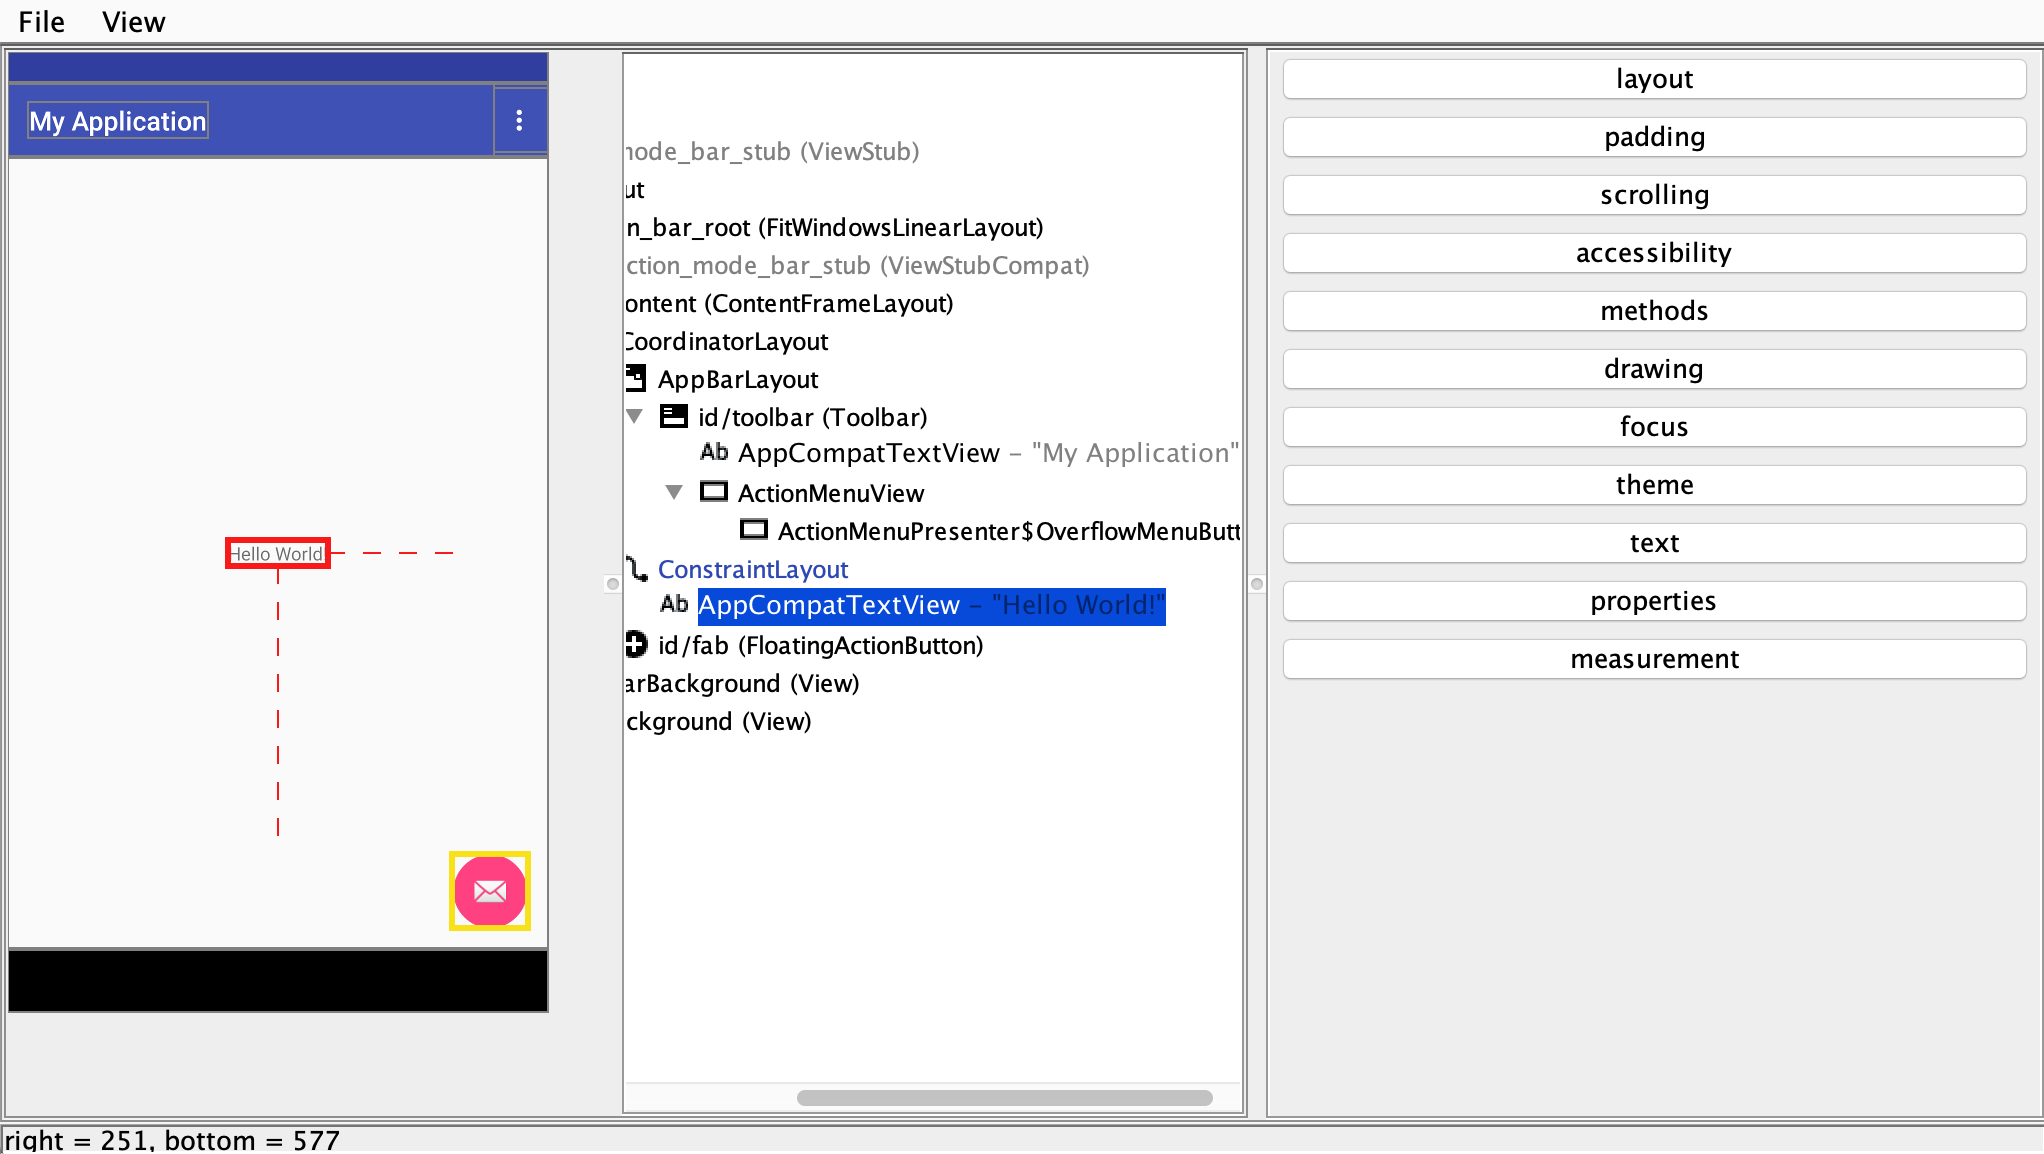 File View
My Application
Hello World!
mode_bar_stub (ViewStub)
ut
n_bar_root (FitWindowsLinearLayout)
ction_mode_bar_stub (ViewStubCompat)
ontent (ContentFrameLayout)
CoordinatorLayout
AppBarLayout
id/toolbar (Toolbar)
Ab AppCompatTextView – "My Application"
ActionMenuView
ActionMenuPresenter$OverflowMenuButt
ConstraintLayout
Ab AppCompatTextView – "Hello World!"
id/fab (FloatingActionButton)
arBackground (View)
ckground (View)
layout
padding
scrolling
accessibility
methods
drawing
focus
theme
text
properties
measurement
right = 251, bottom = 577